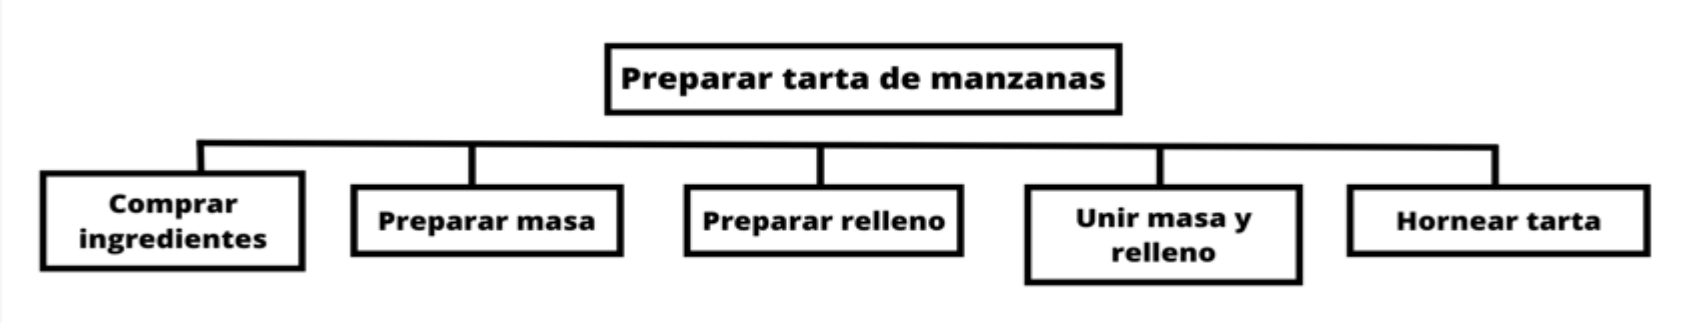 Preparar tarta de manzanas
Comprar
ingredientes
Preparar masa
Preparar relleno
Unir masa y
relleno
Hornear tarta